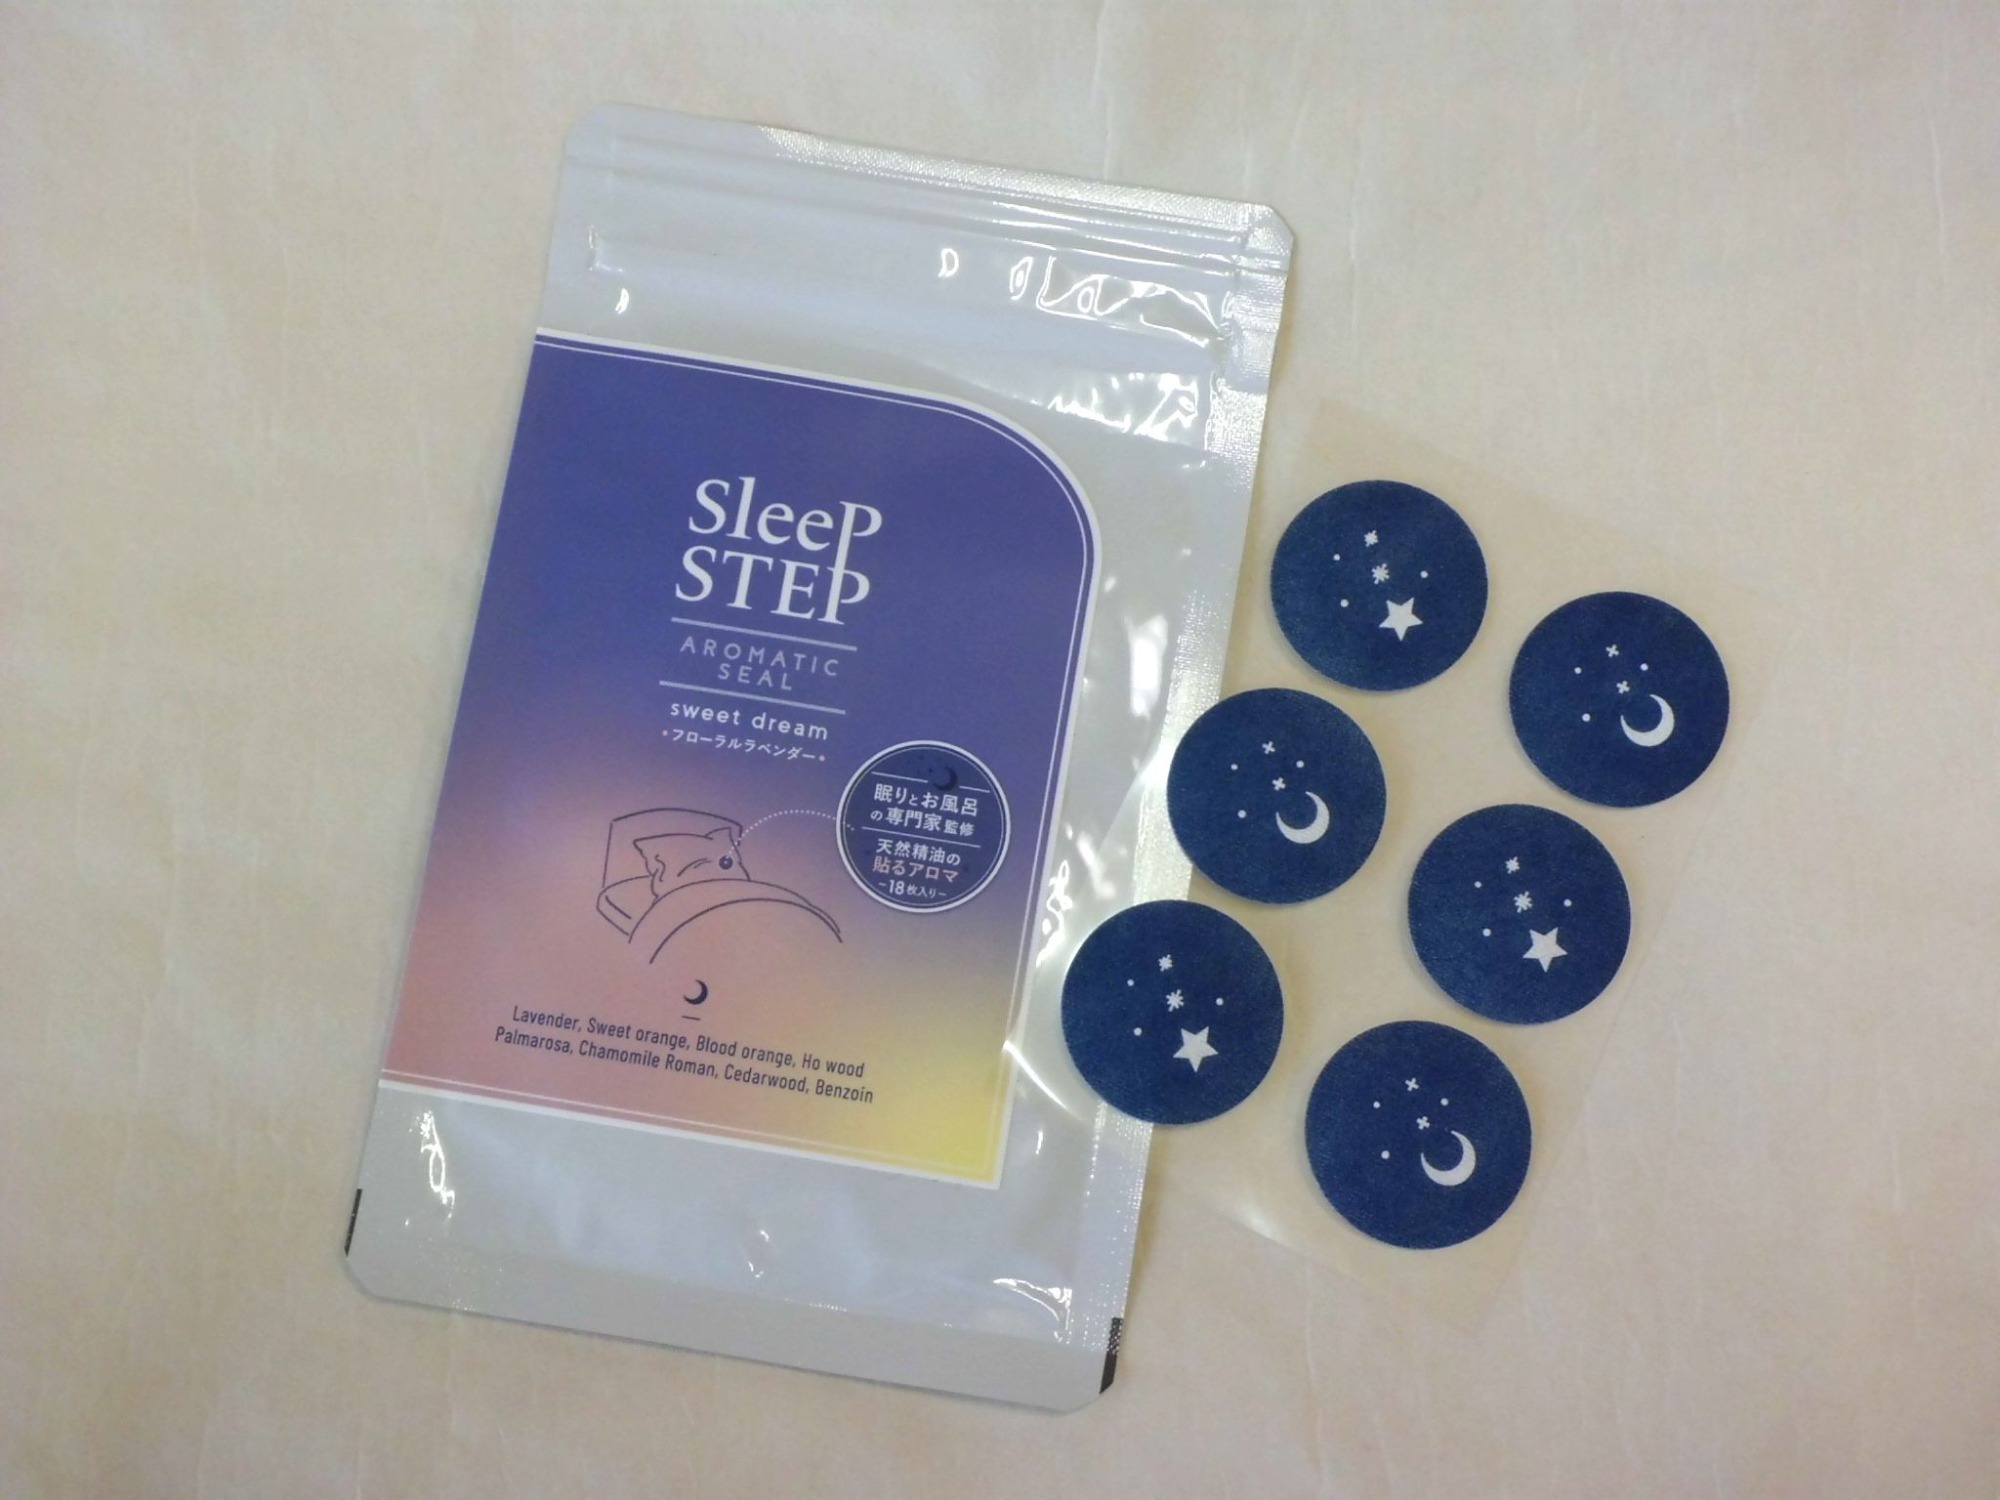 SleeP
STEP
AROMATIC
SEAL
sweet dream
•フローラルラベンダー•
眠りとお風呂
の専門家監修
天然精油の
貼るアロマ
-18枚入り-
Lavender, Sweet orange, Blood orange, Ho wood
Palmarosa, Chamomile Roman, Cedarwood, Benzoin